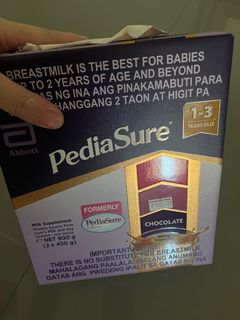 BREASTMILK IS THE BEST FOR BABIES
UP TO 2 YEARS OF AGE AND BEYOND
GATAS NG INA ANG PINAKAMABUTI PARA
HANGGANG 2 TAON AT HIGIT PA
Abbott
1-3
YEARS OLD
PediaSure
FORMERLY
PediaSure
CHOCOLATE
Milk Supplement
NET 900 g
(2 x 450 g)
IMPORTANT
FOR BREASTMILK
THERE IS NO SUBSTITUTE
MAHALAGANG PAALALA: WALANG ANUMANG
GATAS ANG PWEDENG IPALIT SA GATAS NG INA